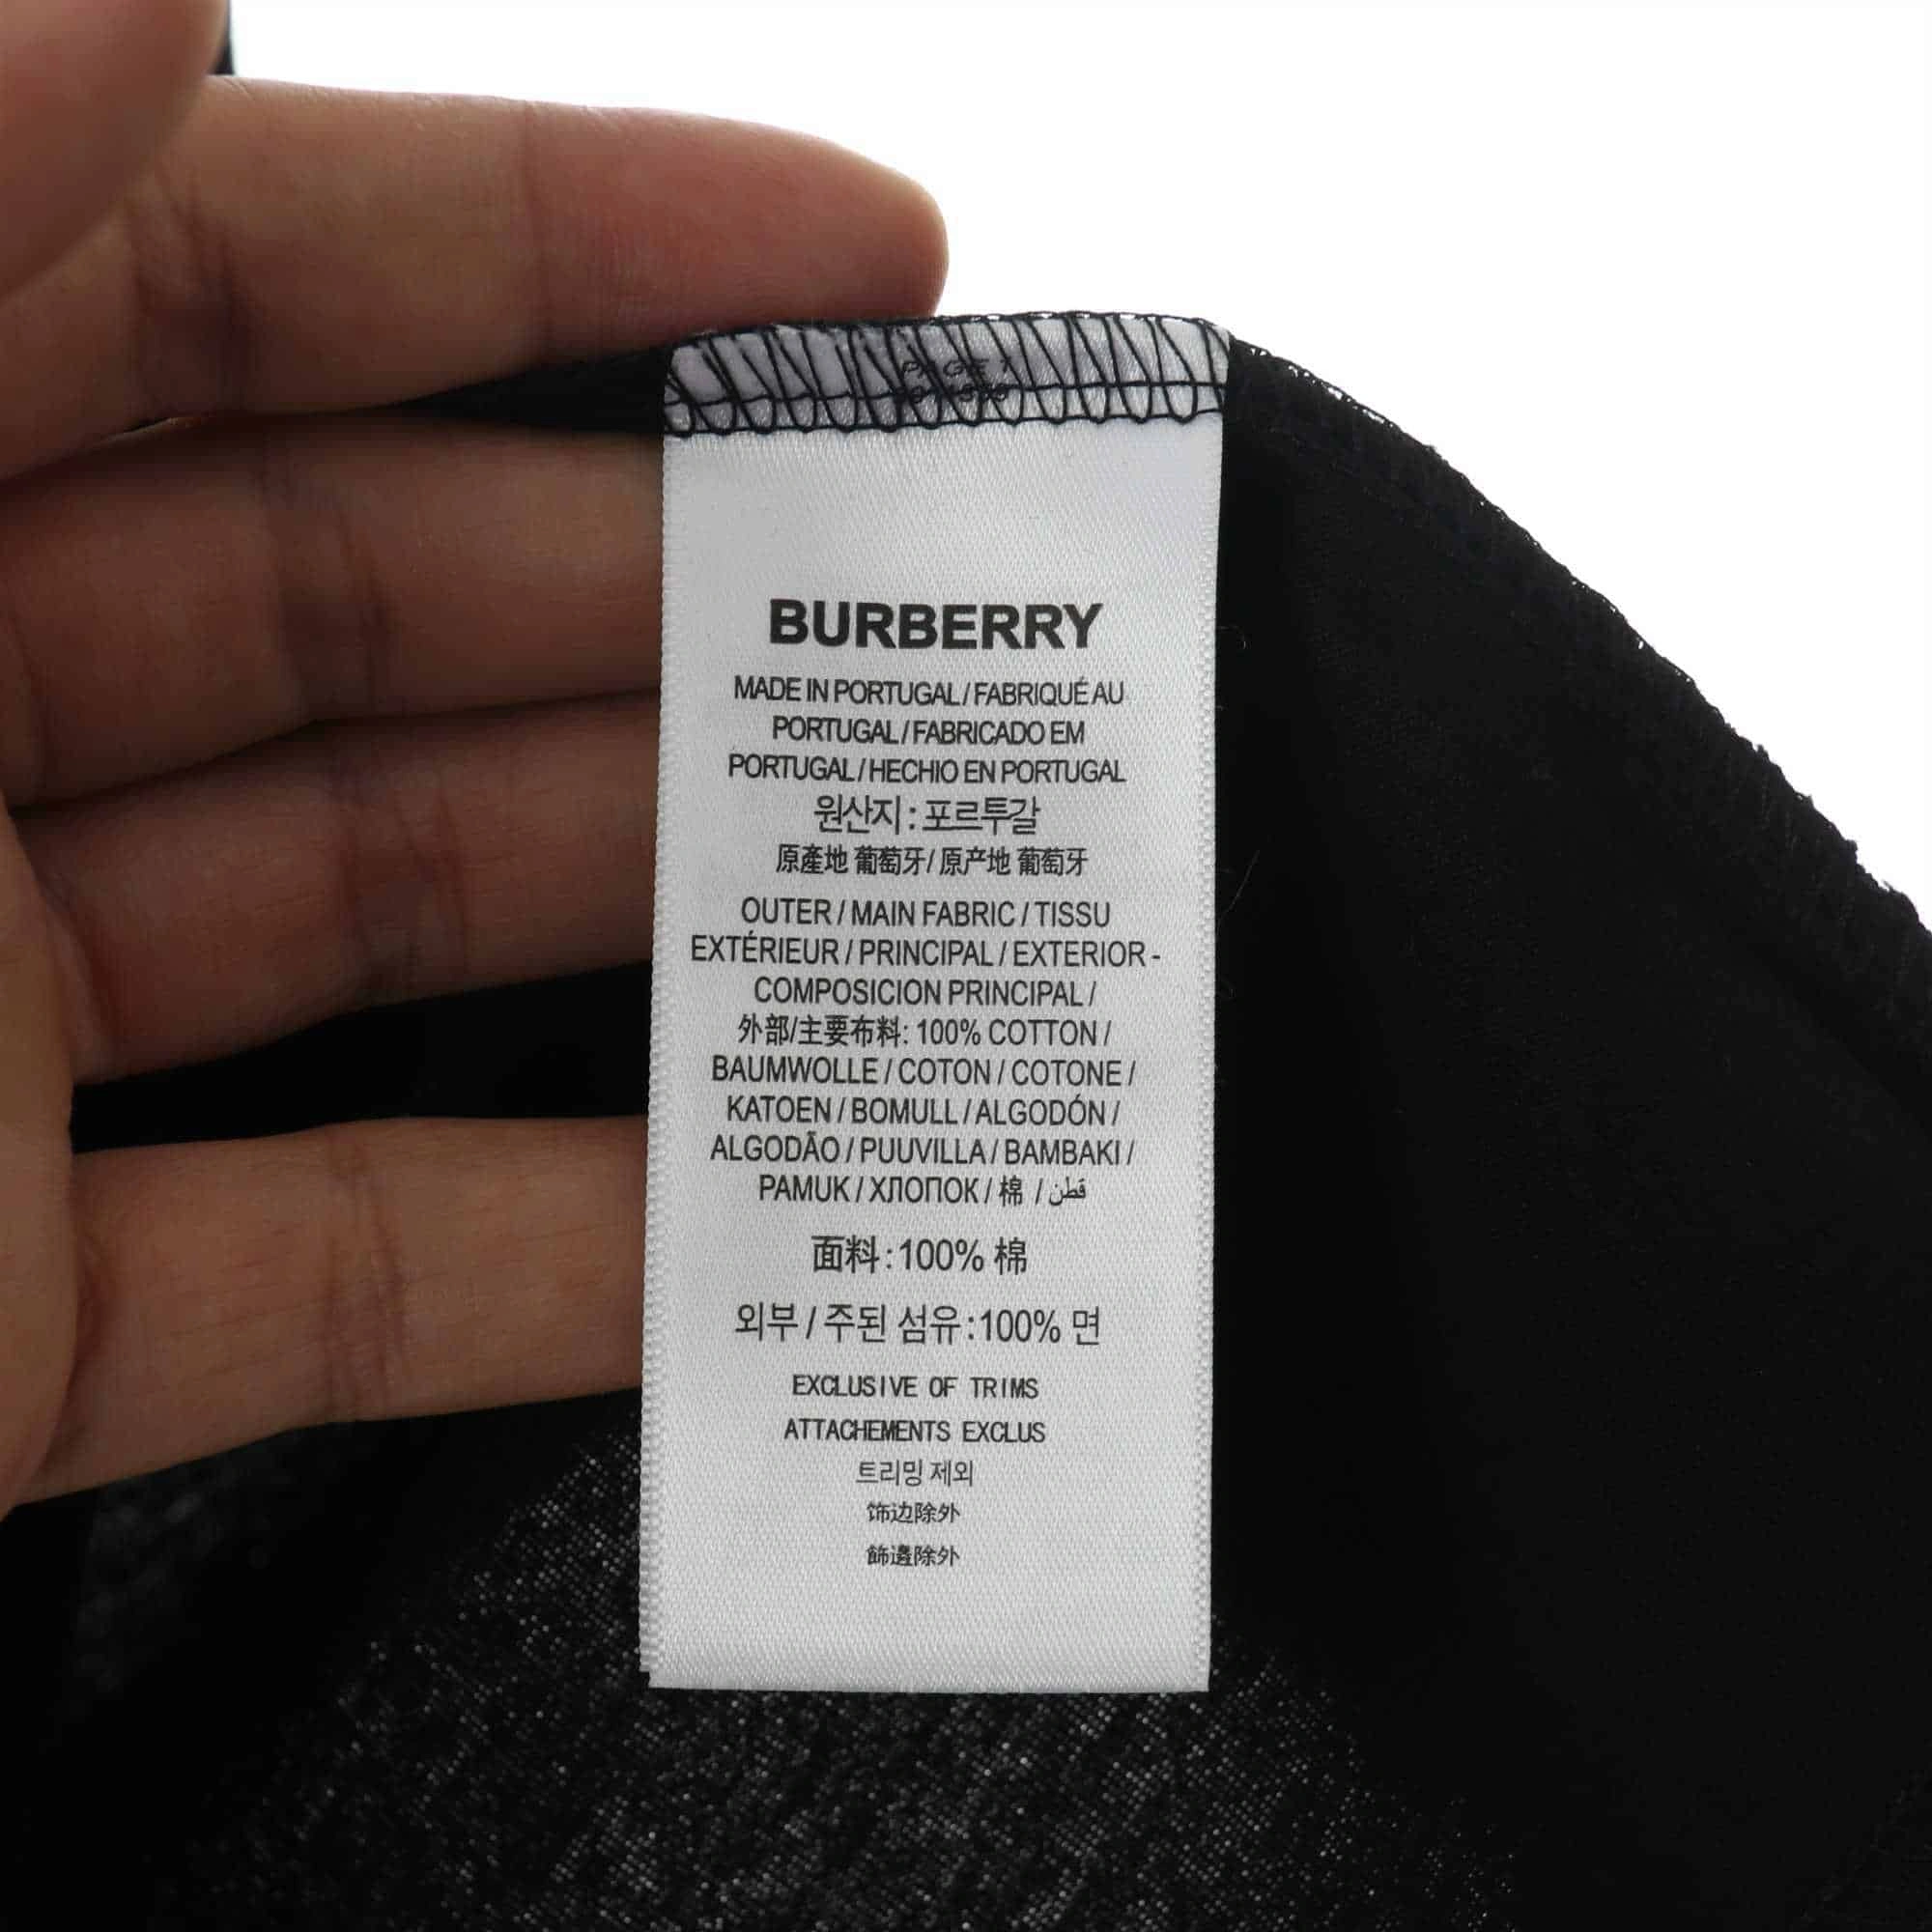 PAGE 1
BURBERRY
MADE IN PORTUGAL / FABRIQUÉ AU
PORTUGAL / FABRICADO EM
PORTUGAL / HECHIO EN PORTUGAL
원산지 : 포르투갈
原產地 葡萄牙/ 原产地 葡萄牙
OUTER / MAIN FABRIC / TISSU
EXTÉRIEUR / PRINCIPAL / EXTERIOR -
COMPOSICION PRINCIPAL /
外部/主要布料: 100% COTTON /
BAUMWOLLE / COTON / COTONE /
KATOEN / BOMULL / ALGODÓN /
ALGODÃO / PUUVILLA / BAMBAKI /
PAMUK / ХЛОПОК / 棉 / قطن
面料 : 100% 棉
외부 / 주된 섬유 : 100% 면
EXCLUSIVE OF TRIMS
ATTACHEMENTS EXCLUS
트리밍 제외
饰边除外
飾邊除外